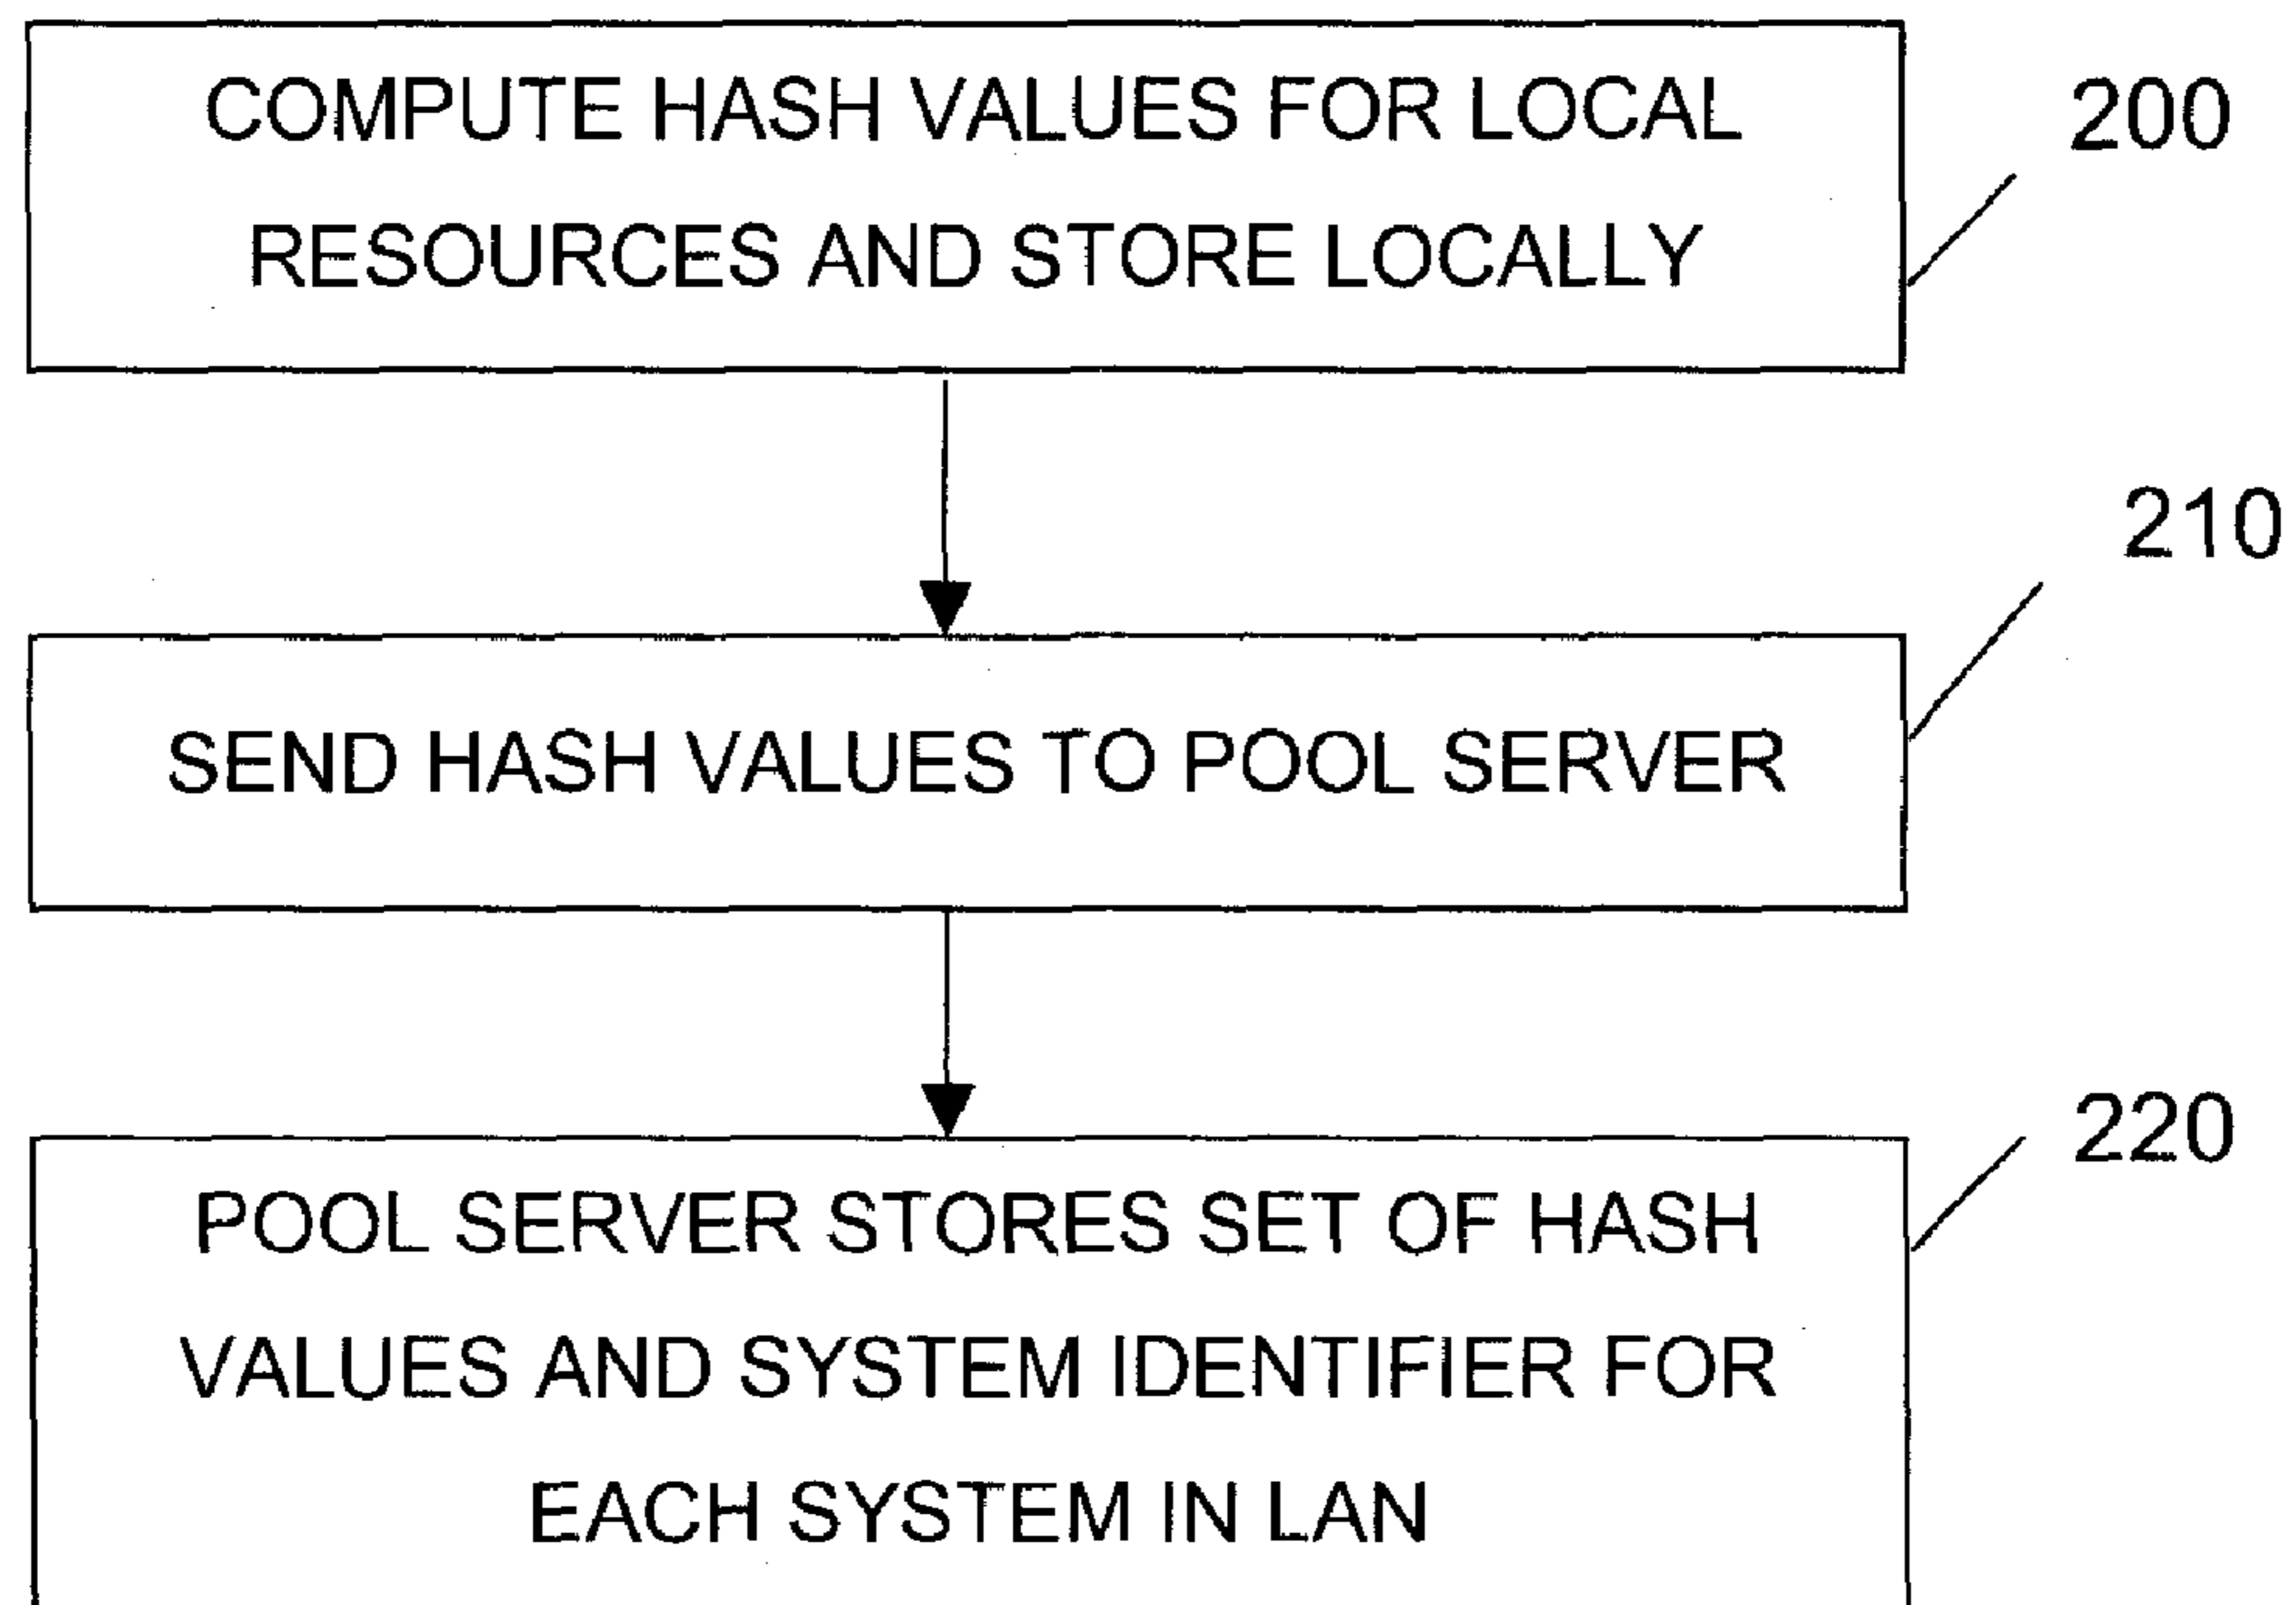 COMPUTE HASH VALUES FOR LOCAL
RESOURCES AND STORE LOCALLY
200
SEND HASH VALUES TO POOL SERVER
210
POOL SERVER STORES SET OF HASH
VALUES AND SYSTEM IDENTIFIER FOR
EACH SYSTEM IN LAN
220